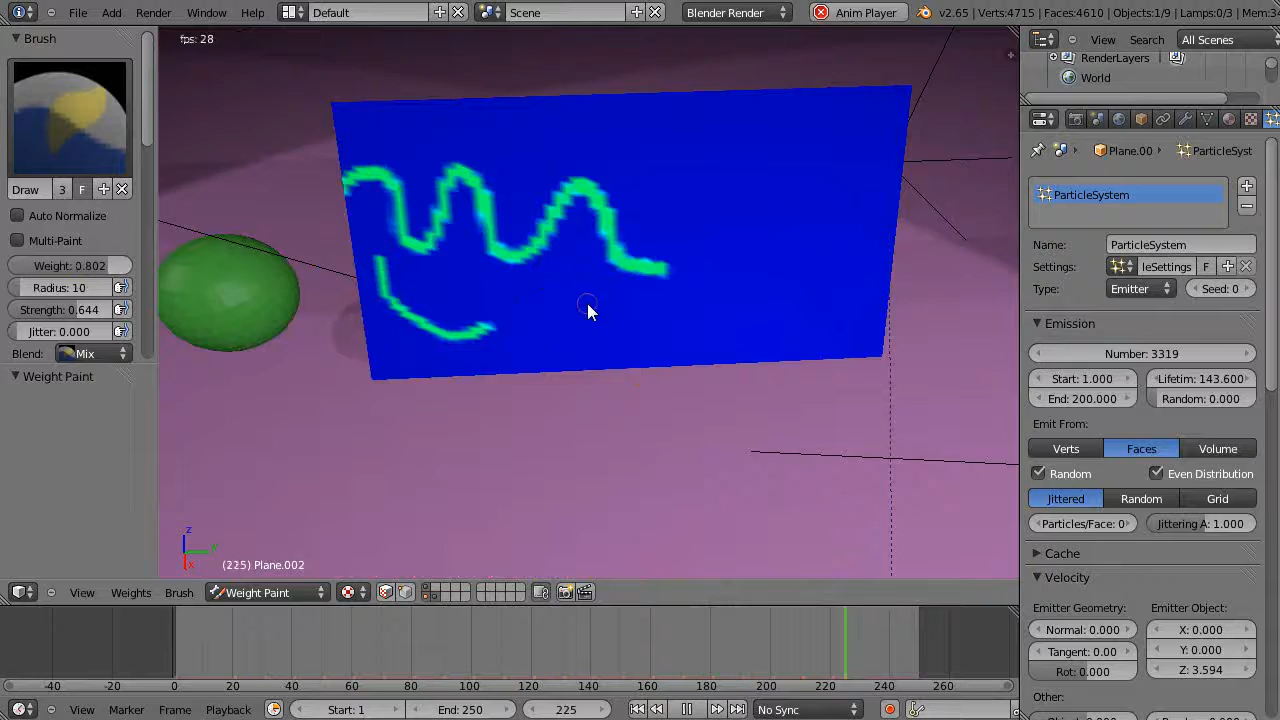 File Add Render Window Help Default Scene Blender Render Anim Player v2.65 | Verts:4715 | Faces:4610 | Objects:1/9 | Lamps:0/3 |
Brush
fps: 28
View Search All Scenes
RenderLayers
World
Plane.00 ParticleSyst
Draw 3 F
ParticleSystem
Auto Normalize
Multi-Paint
Name: ParticleSystem
Weight: 0.802
Settings: leSettings F
Radius: 10
Type: Emitter Seed: 0
Strength: 0.644
Jitter: 0.000
Emission
Blend: Mix
Number: 3319
Weight Paint
Start: 1.000 Lifetim: 143.600
End: 200.000 Random: 0.000
Emit From:
Verts Faces Volume
Random Even Distribution
Jittered Random Grid
Particles/Face: 0 Jittering A: 1.000
Cache
z
y
x
(225) Plane.002
Velocity
View Weights Brush Weight Paint
Emitter Geometry: Emitter Object:
Normal: 0.000 X: 0.000
Tangent: 0.00 Y: 0.000
Rot: 0.000 Z: 3.594
-40 -20 0 20 40 60 80 100 120 140 160 180 200 220 240 260
Other:
View Marker Frame Playback Start: 1 End: 250 225 No Sync